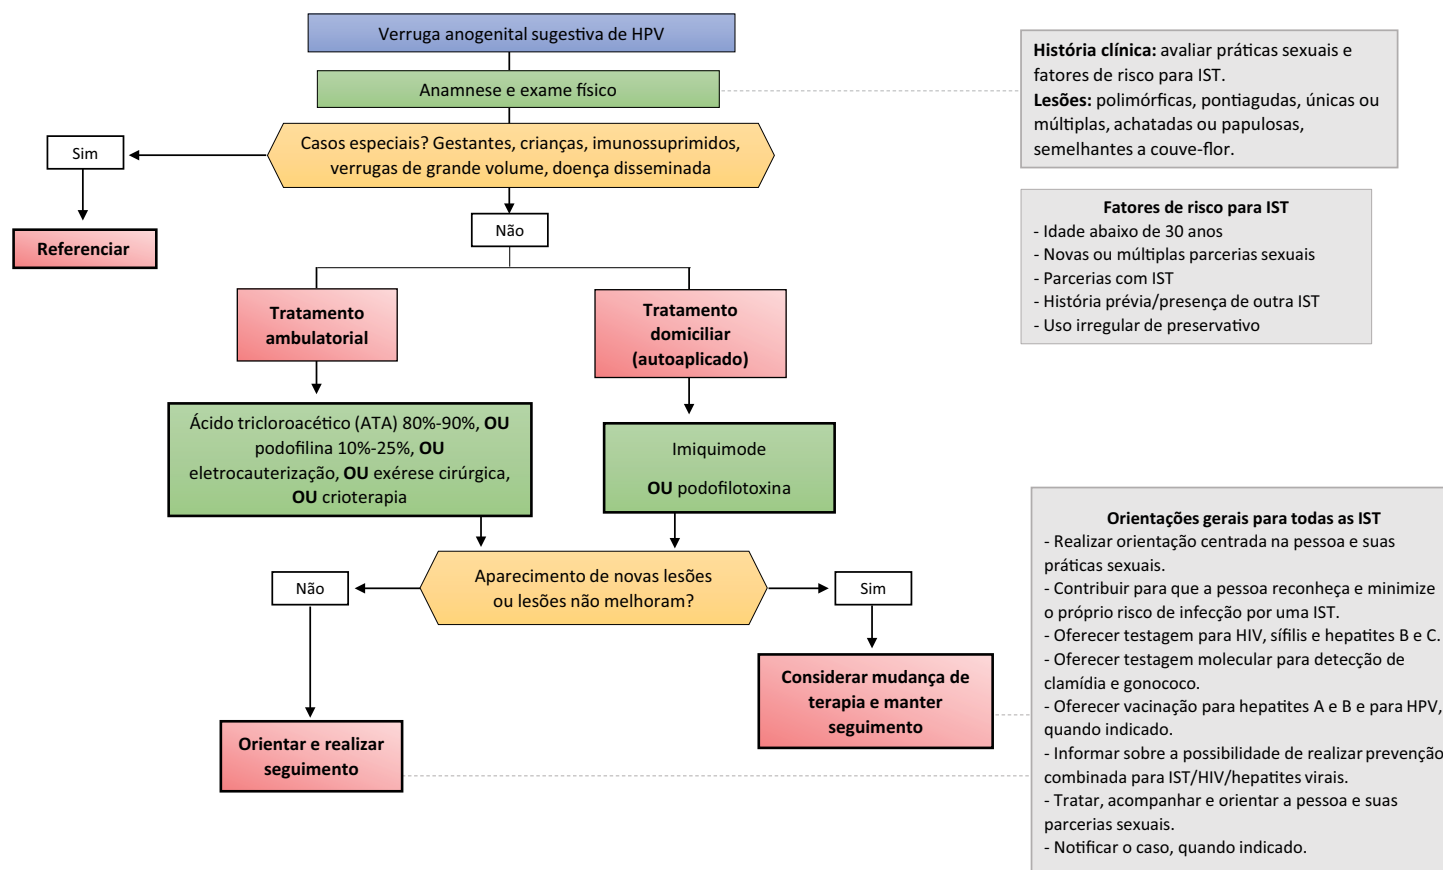 Verruga anogenital sugestiva de HPV
Anamnese e exame físico
Casos especiais? Gestantes, crianças, imunossuprimidos,
verrugas de grande volume, doença disseminada
Sim
Referenciar
Não
Tratamento
ambulatorial
Tratamento
domiciliar
(autoaplicado)
Ácido tricloroacético (ATA) 80%-90%, OU
podofilina 10%-25%, OU
eletrocauterização, OU exérese cirúrgica,
OU crioterapia
Imiquimode
OU podofilotoxina
Aparecimento de novas lesões
ou lesões não melhoram?
Não
Sim
Orientar e realizar
seguimento
Considerar mudança de
terapia e manter
seguimento
História clínica: avaliar práticas sexuais e
fatores de risco para IST.
Lesões: polimórficas, pontiagudas, únicas ou
múltiplas, achatadas ou papulosas,
semelhantes a couve-flor.
Fatores de risco para IST
- Idade abaixo de 30 anos
- Novas ou múltiplas parcerias sexuais
- Parcerias com IST
- História prévia/presença de outra IST
- Uso irregular de preservativo
Orientações gerais para todas as IST
- Realizar orientação centrada na pessoa e suas
práticas sexuais.
- Contribuir para que a pessoa reconheça e minimize
o próprio risco de infecção por uma IST.
- Oferecer testagem para HIV, sífilis e hepatites B e C.
- Oferecer testagem molecular para detecção de
clamídia e gonococo.
- Oferecer vacinação para hepatites A e B e para HPV,
quando indicado.
- Informar sobre a possibilidade de realizar prevenção
combinada para IST/HIV/hepatites virais.
- Tratar, acompanhar e orientar a pessoa e suas
parcerias sexuais.
- Notificar o caso, quando indicado.